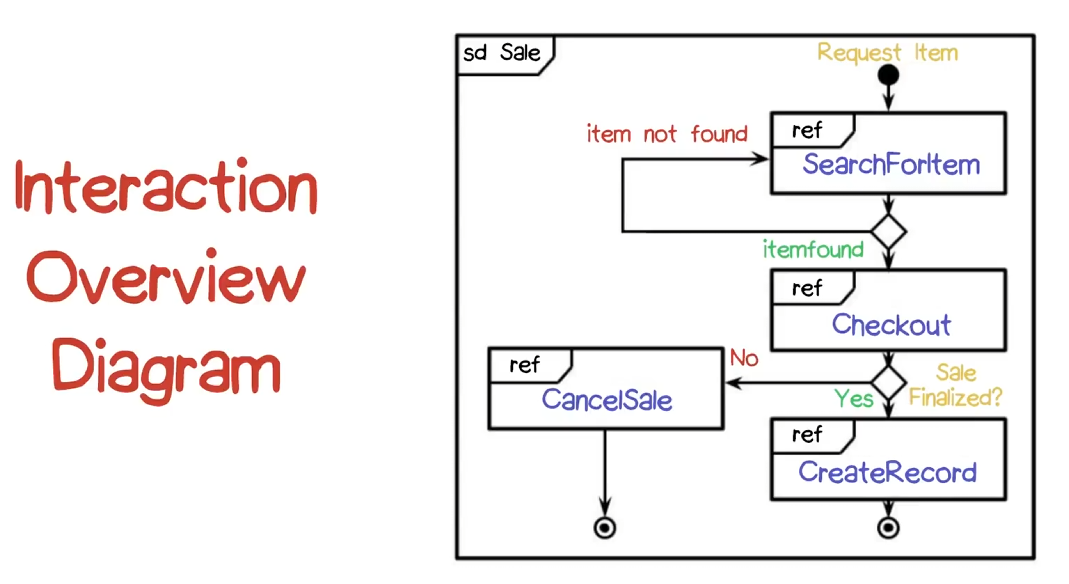 Interaction
Overview
Diagram
sd Sale
Request Item
ref
SearchForItem
item not found
itemfound
ref
Checkout
No
Sale
Finalized?
Yes
ref
CancelSale
ref
CreateRecord